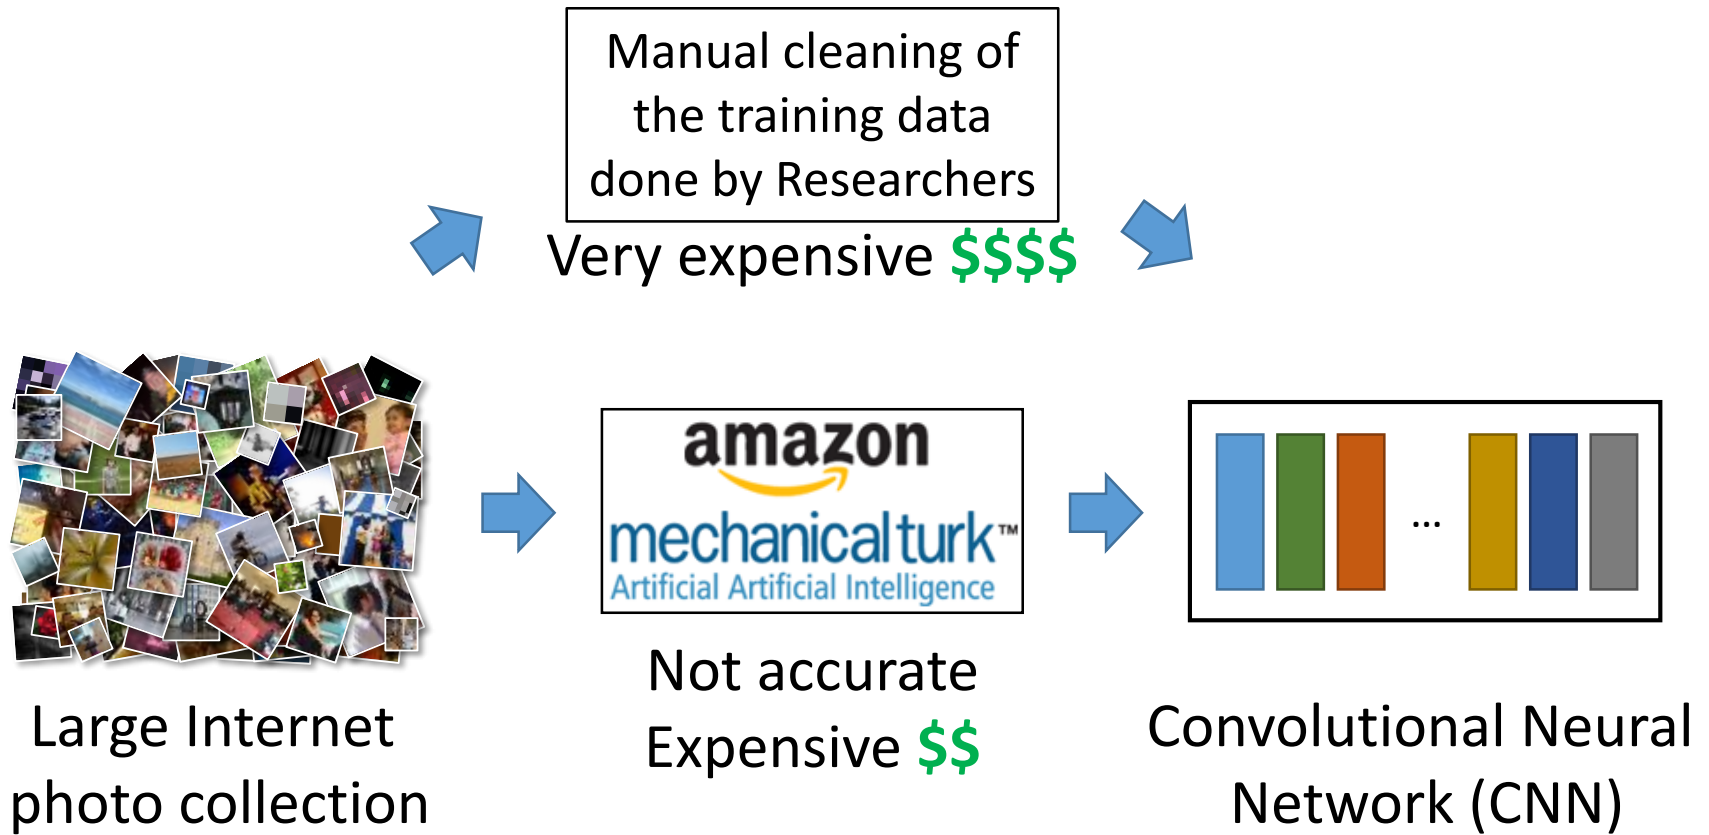 Manual cleaning of
the training data
done by Researchers
Very expensive $$$$
amazon
mechanicalturk™
Artificial Artificial Intelligence
Not accurate
Expensive $$
Large Internet
photo collection
...
Convolutional Neural
Network (CNN)